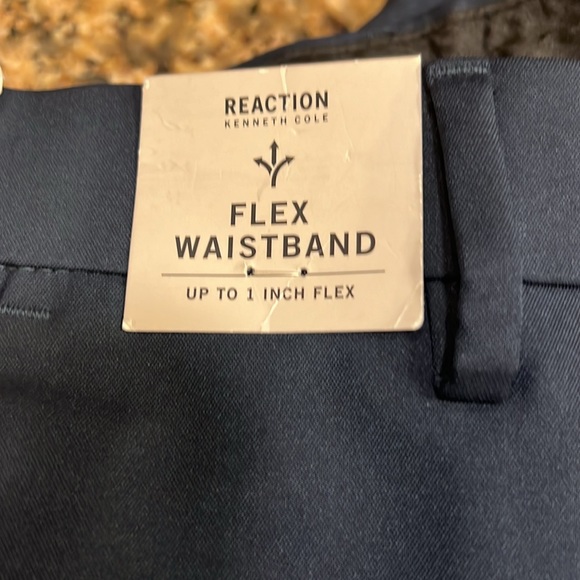 REACTION
KENNETH COLE
FLEX
WAISTBAND
UP TO 1 INCH FLEX